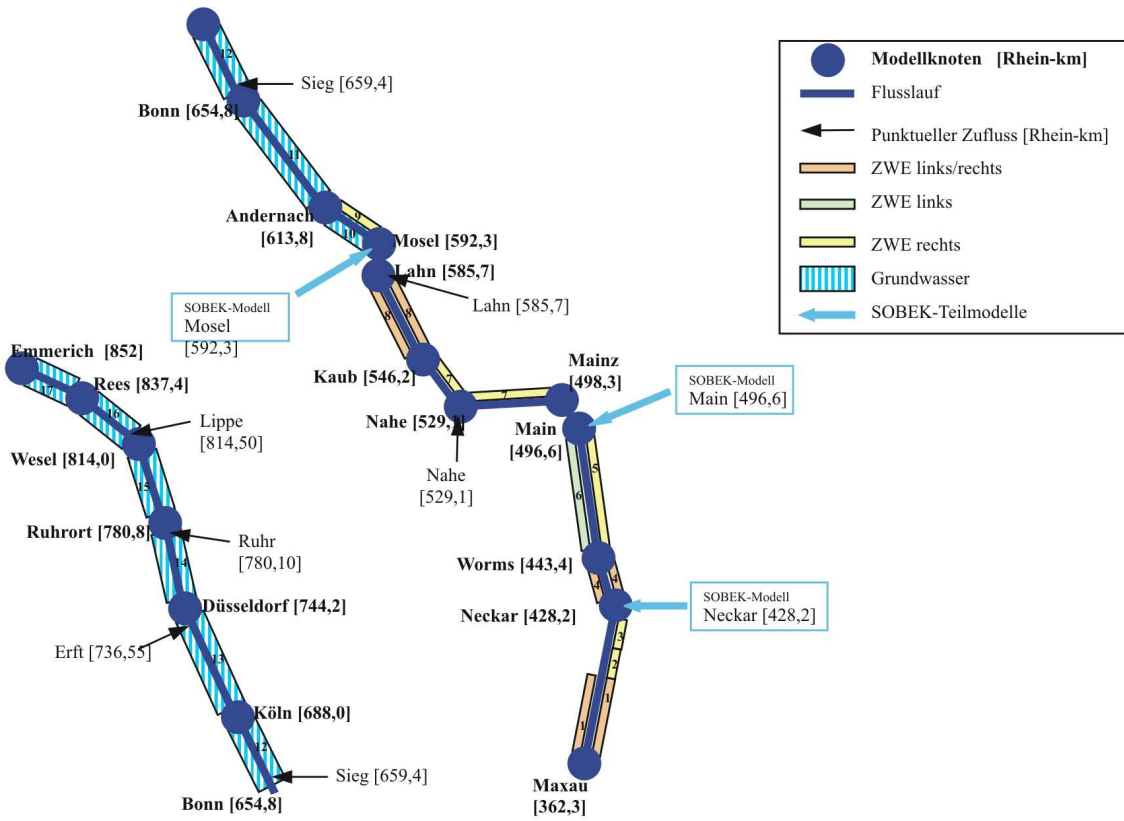 12
Sieg [659,4]
Bonn [654,8]
11
Andernach
[613,8]
9
10
Mosel [592,3]
Lahn [585,7]
Lahn [585,7]
SOBEK-Modell
Mosel
[592,3]
8
8
Kaub [546,2]
7
7
Nahe [529,1]
Nahe
[529,1]
Mainz
[498,3]
SOBEK-Modell
Main [496,6]
Main
[496,6]
5
6
Worms [443,4]
4
4
Neckar [428,2]
SOBEK-Modell
Neckar [428,2]
3
2
1
1
Maxau
[362,3]
Emmerich [852]
17
Rees [837,4]
16
Lippe
[814,50]
Wesel [814,0]
15
Ruhrort [780,8]
Ruhr
[780,10]
14
Düsseldorf [744,2]
Erft [736,55]
13
Köln [688,0]
12
Sieg [659,4]
Bonn [654,8]
Modellknoten [Rhein-km]
Flusslauf
Punktueller Zufluss [Rhein-km]
ZWE links/rechts
ZWE links
ZWE rechts
Grundwasser
SOBEK-Teilmodelle